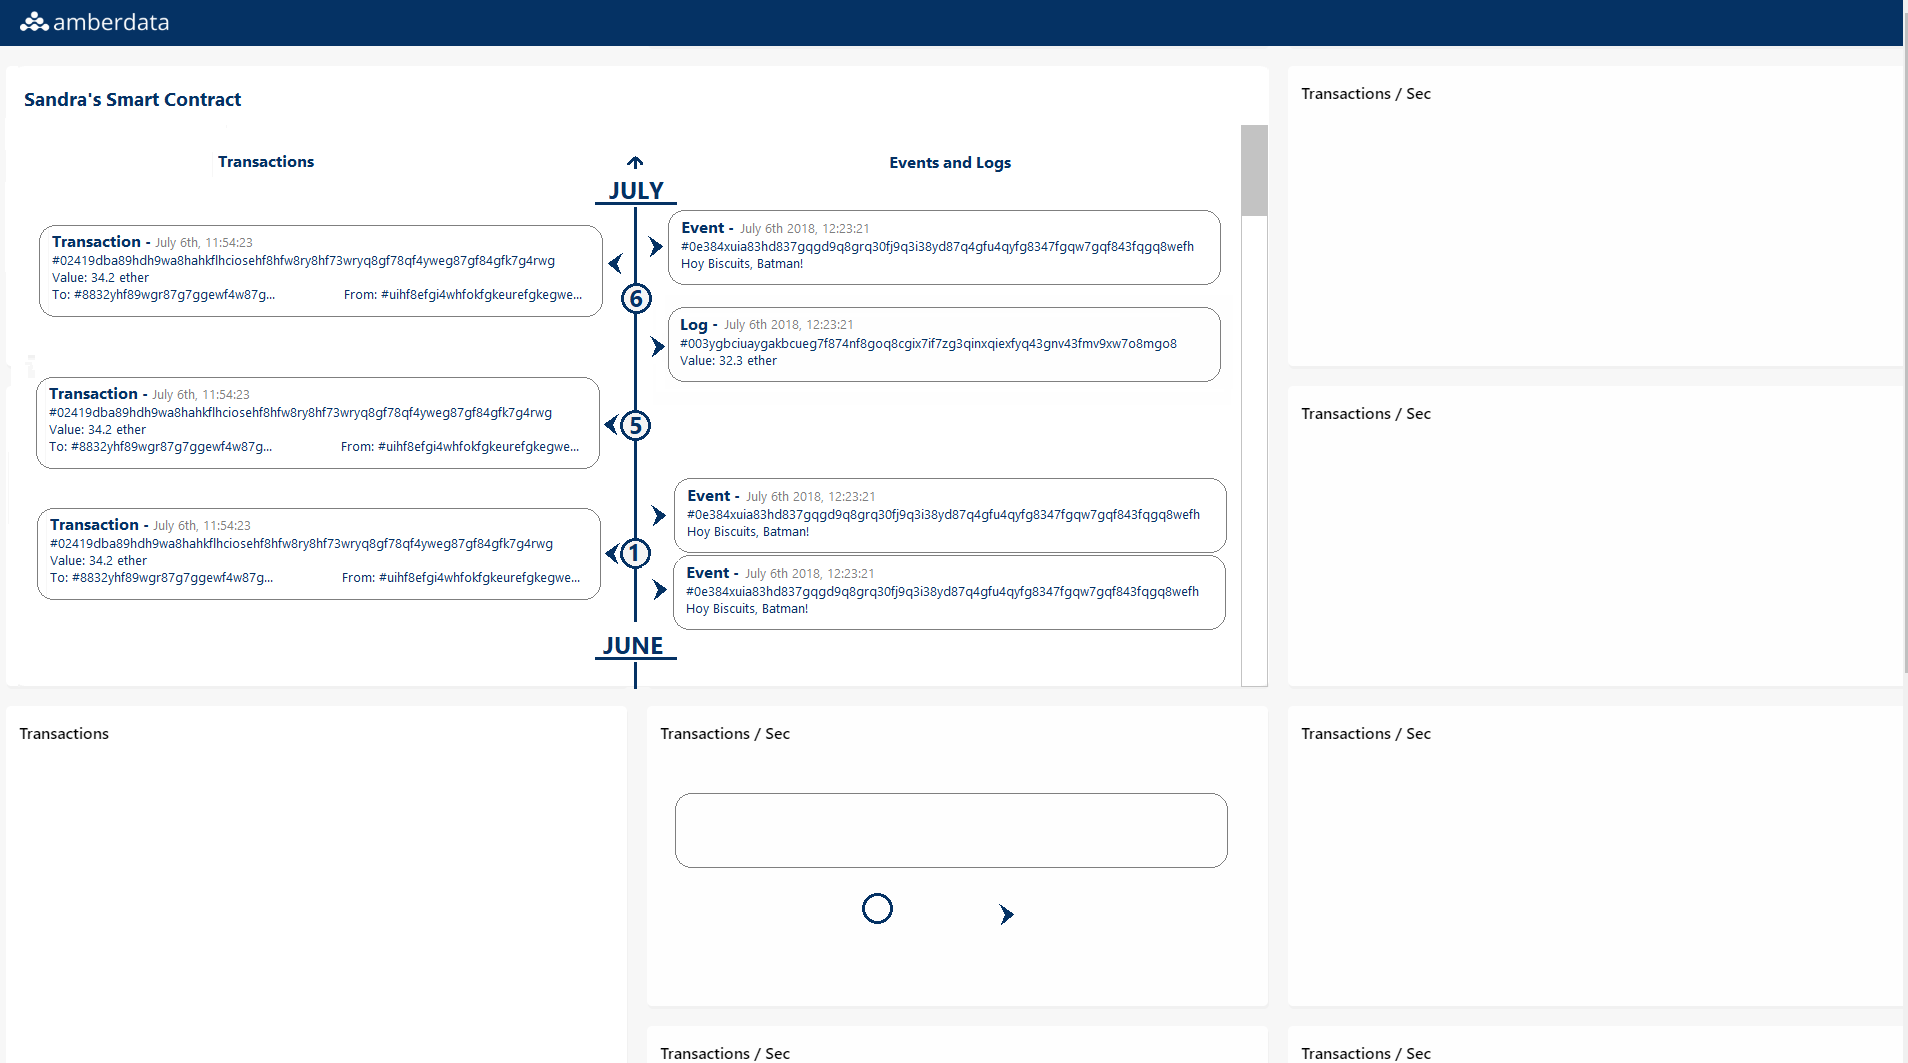 amberdata
Sandra's Smart Contract
Transactions
Events and Logs
JULY
Transaction - July 6th, 11:54:23
#02419dba89hdh9wa8hahkflhciosehf8hfw8ry8hf73wryq8gf78qf4yweg87gf84gfk7g4rwg
Value: 34.2 ether
To: #8832yhf89wgr87g7ggewf4w87g... From: #uihf8efgi4whfokfgkeurefgkegwe...
Event - July 6th 2018, 12:23:21
#0e384xuia83hd837gqgd9q8grq30fj9q3i38yd87q4gfu4qyfg8347fgqw7gqf843fqgq8wefh
Hoy Biscuits, Batman!
6
Log - July 6th 2018, 12:23:21
#003ygbciuaygakbcueg7f874nf8goq8cgix7if7zg3qinxqiexfyq43gnv43fmv9xw7o8mgo8
Value: 32.3 ether
Transaction - July 6th, 11:54:23
#02419dba89hdh9wa8hahkflhciosehf8hfw8ry8hf73wryq8gf78qf4yweg87gf84gfk7g4rwg
Value: 34.2 ether
To: #8832yhf89wgr87g7ggewf4w87g... From: #uihf8efgi4whfokfgkeurefgkegwe...
5
Event - July 6th 2018, 12:23:21
#0e384xuia83hd837gqgd9q8grq30fj9q3i38yd87q4gfu4qyfg8347fgqw7gqf843fqgq8wefh
Hoy Biscuits, Batman!
Transaction - July 6th, 11:54:23
#02419dba89hdh9wa8hahkflhciosehf8hfw8ry8hf73wryq8gf78qf4yweg87gf84gfk7g4rwg
Value: 34.2 ether
To: #8832yhf89wgr87g7ggewf4w87g... From: #uihf8efgi4whfokfgkeurefgkegwe...
1
Event - July 6th 2018, 12:23:21
#0e384xuia83hd837gqgd9q8grq30fj9q3i38yd87q4gfu4qyfg8347fgqw7gqf843fqgq8wefh
Hoy Biscuits, Batman!
JUNE
Transactions / Sec
Transactions / Sec
Transactions
Transactions / Sec
Transactions / Sec
Transactions / Sec
Transactions / Sec